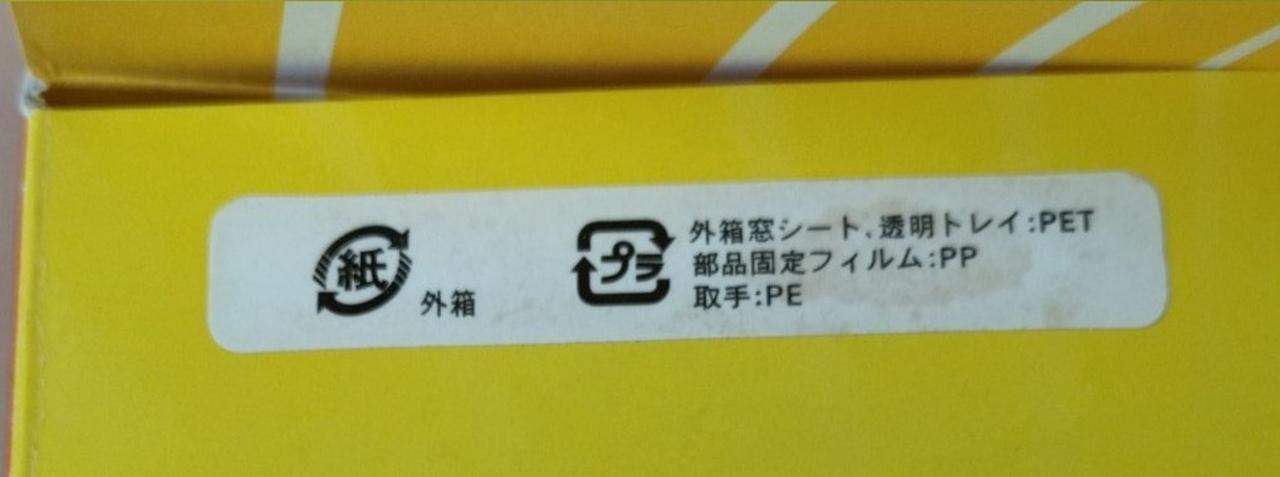 紙
外箱
プラ
外箱窓シート、透明トレイ:PET
部品固定フィルム:PP
取手:PE